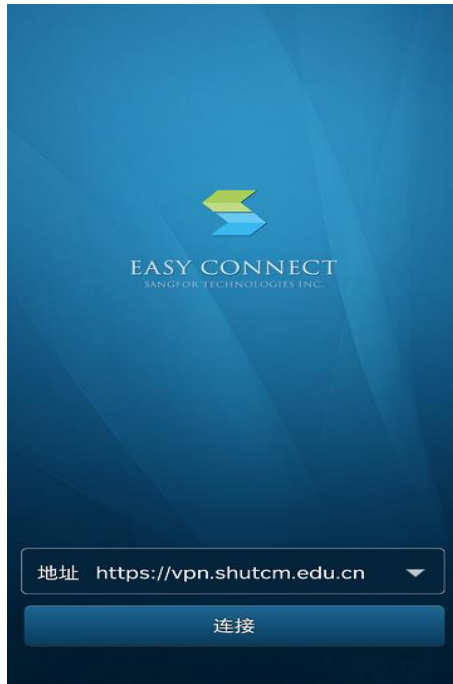 EASY CONNECT
SANGFOR TECHNOLOGIES INC.
地址 https://vpn.shutcm.edu.cn
连接